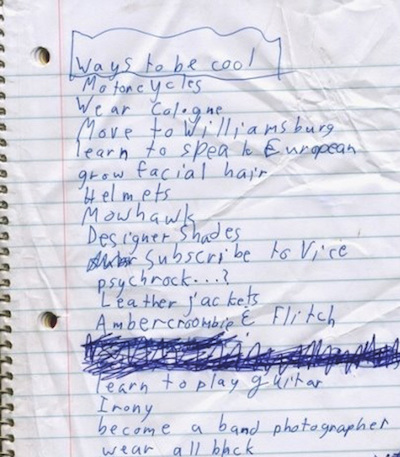 Ways to be cool
Motorcycles
Wear Cologne
Move to Williamsburg
learn to speak European
grow facial hair
Helmets
Mowhawk
Designer Shades
Subscribe to Vice
psychrock...?
Leather jackets
Ambercroombie & Flitch
learn to play guitar
Irony
become a band photographer
wear all black